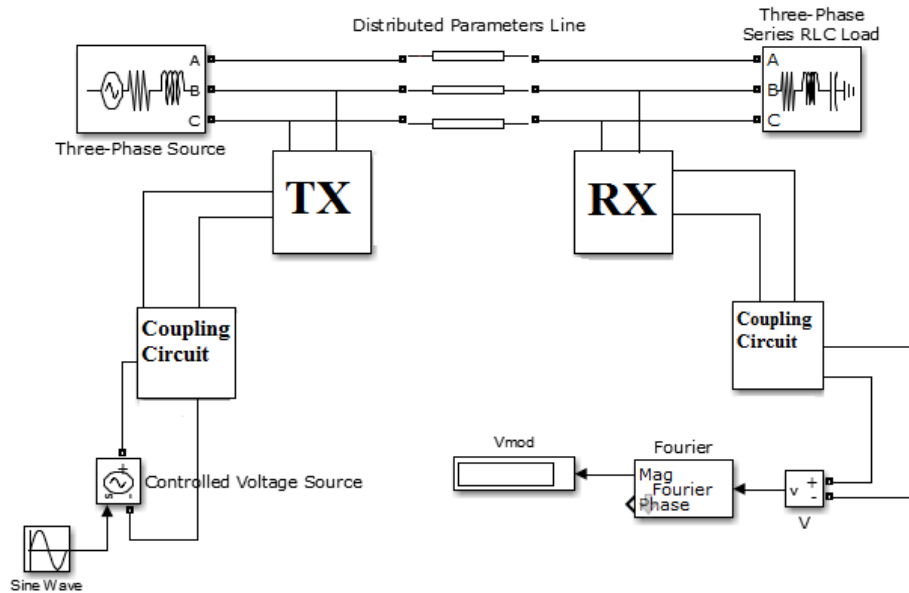 Distributed Parameters Line
Three-Phase
Series RLC Load
A
B
C
A
B
C
Three-Phase Source
TX
RX
Coupling
Circuit
Coupling
Circuit
Vmod
Fourier
Mag
Fourier
Phase
v
+
-
V
+
s
-
Controlled Voltage Source
Sine Wave